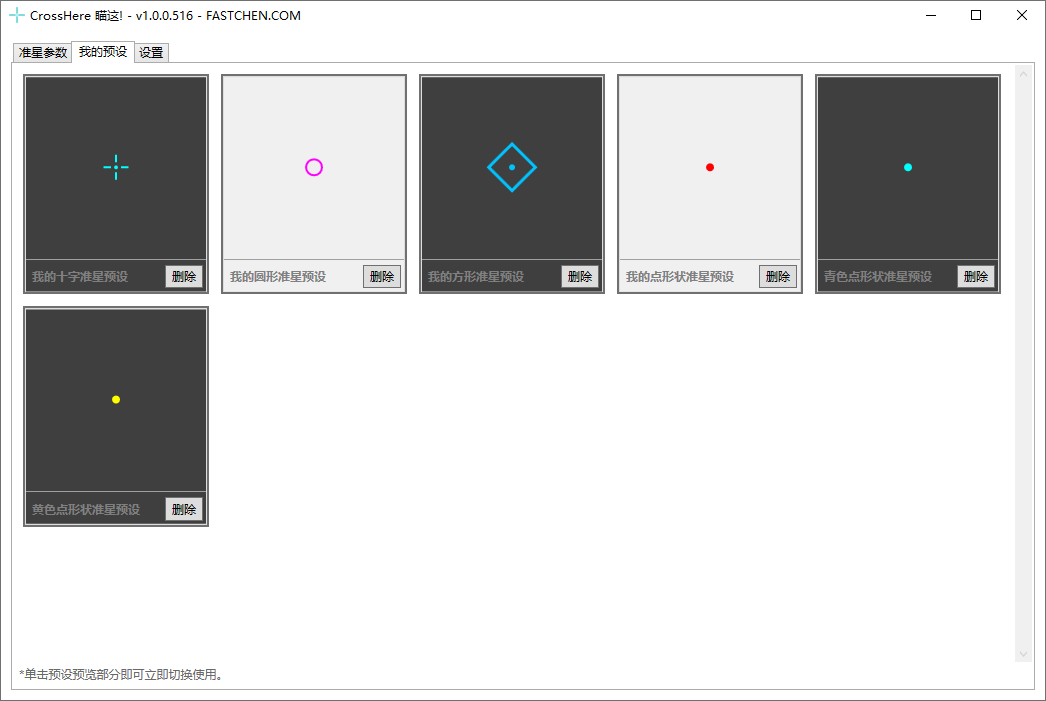 CrossHere 瞄这! - v1.0.0.516 - FASTCHEN.COM
准星参数 我的预设 设置
我的十字准星预设 删除 我的圆形准星预设 删除 我的方形准星预设 删除 我的点形状准星预设 删除 青色点形状准星预设 删除
黄色点形状准星预设 删除
*单击预设预览部分即可立即切换使用。